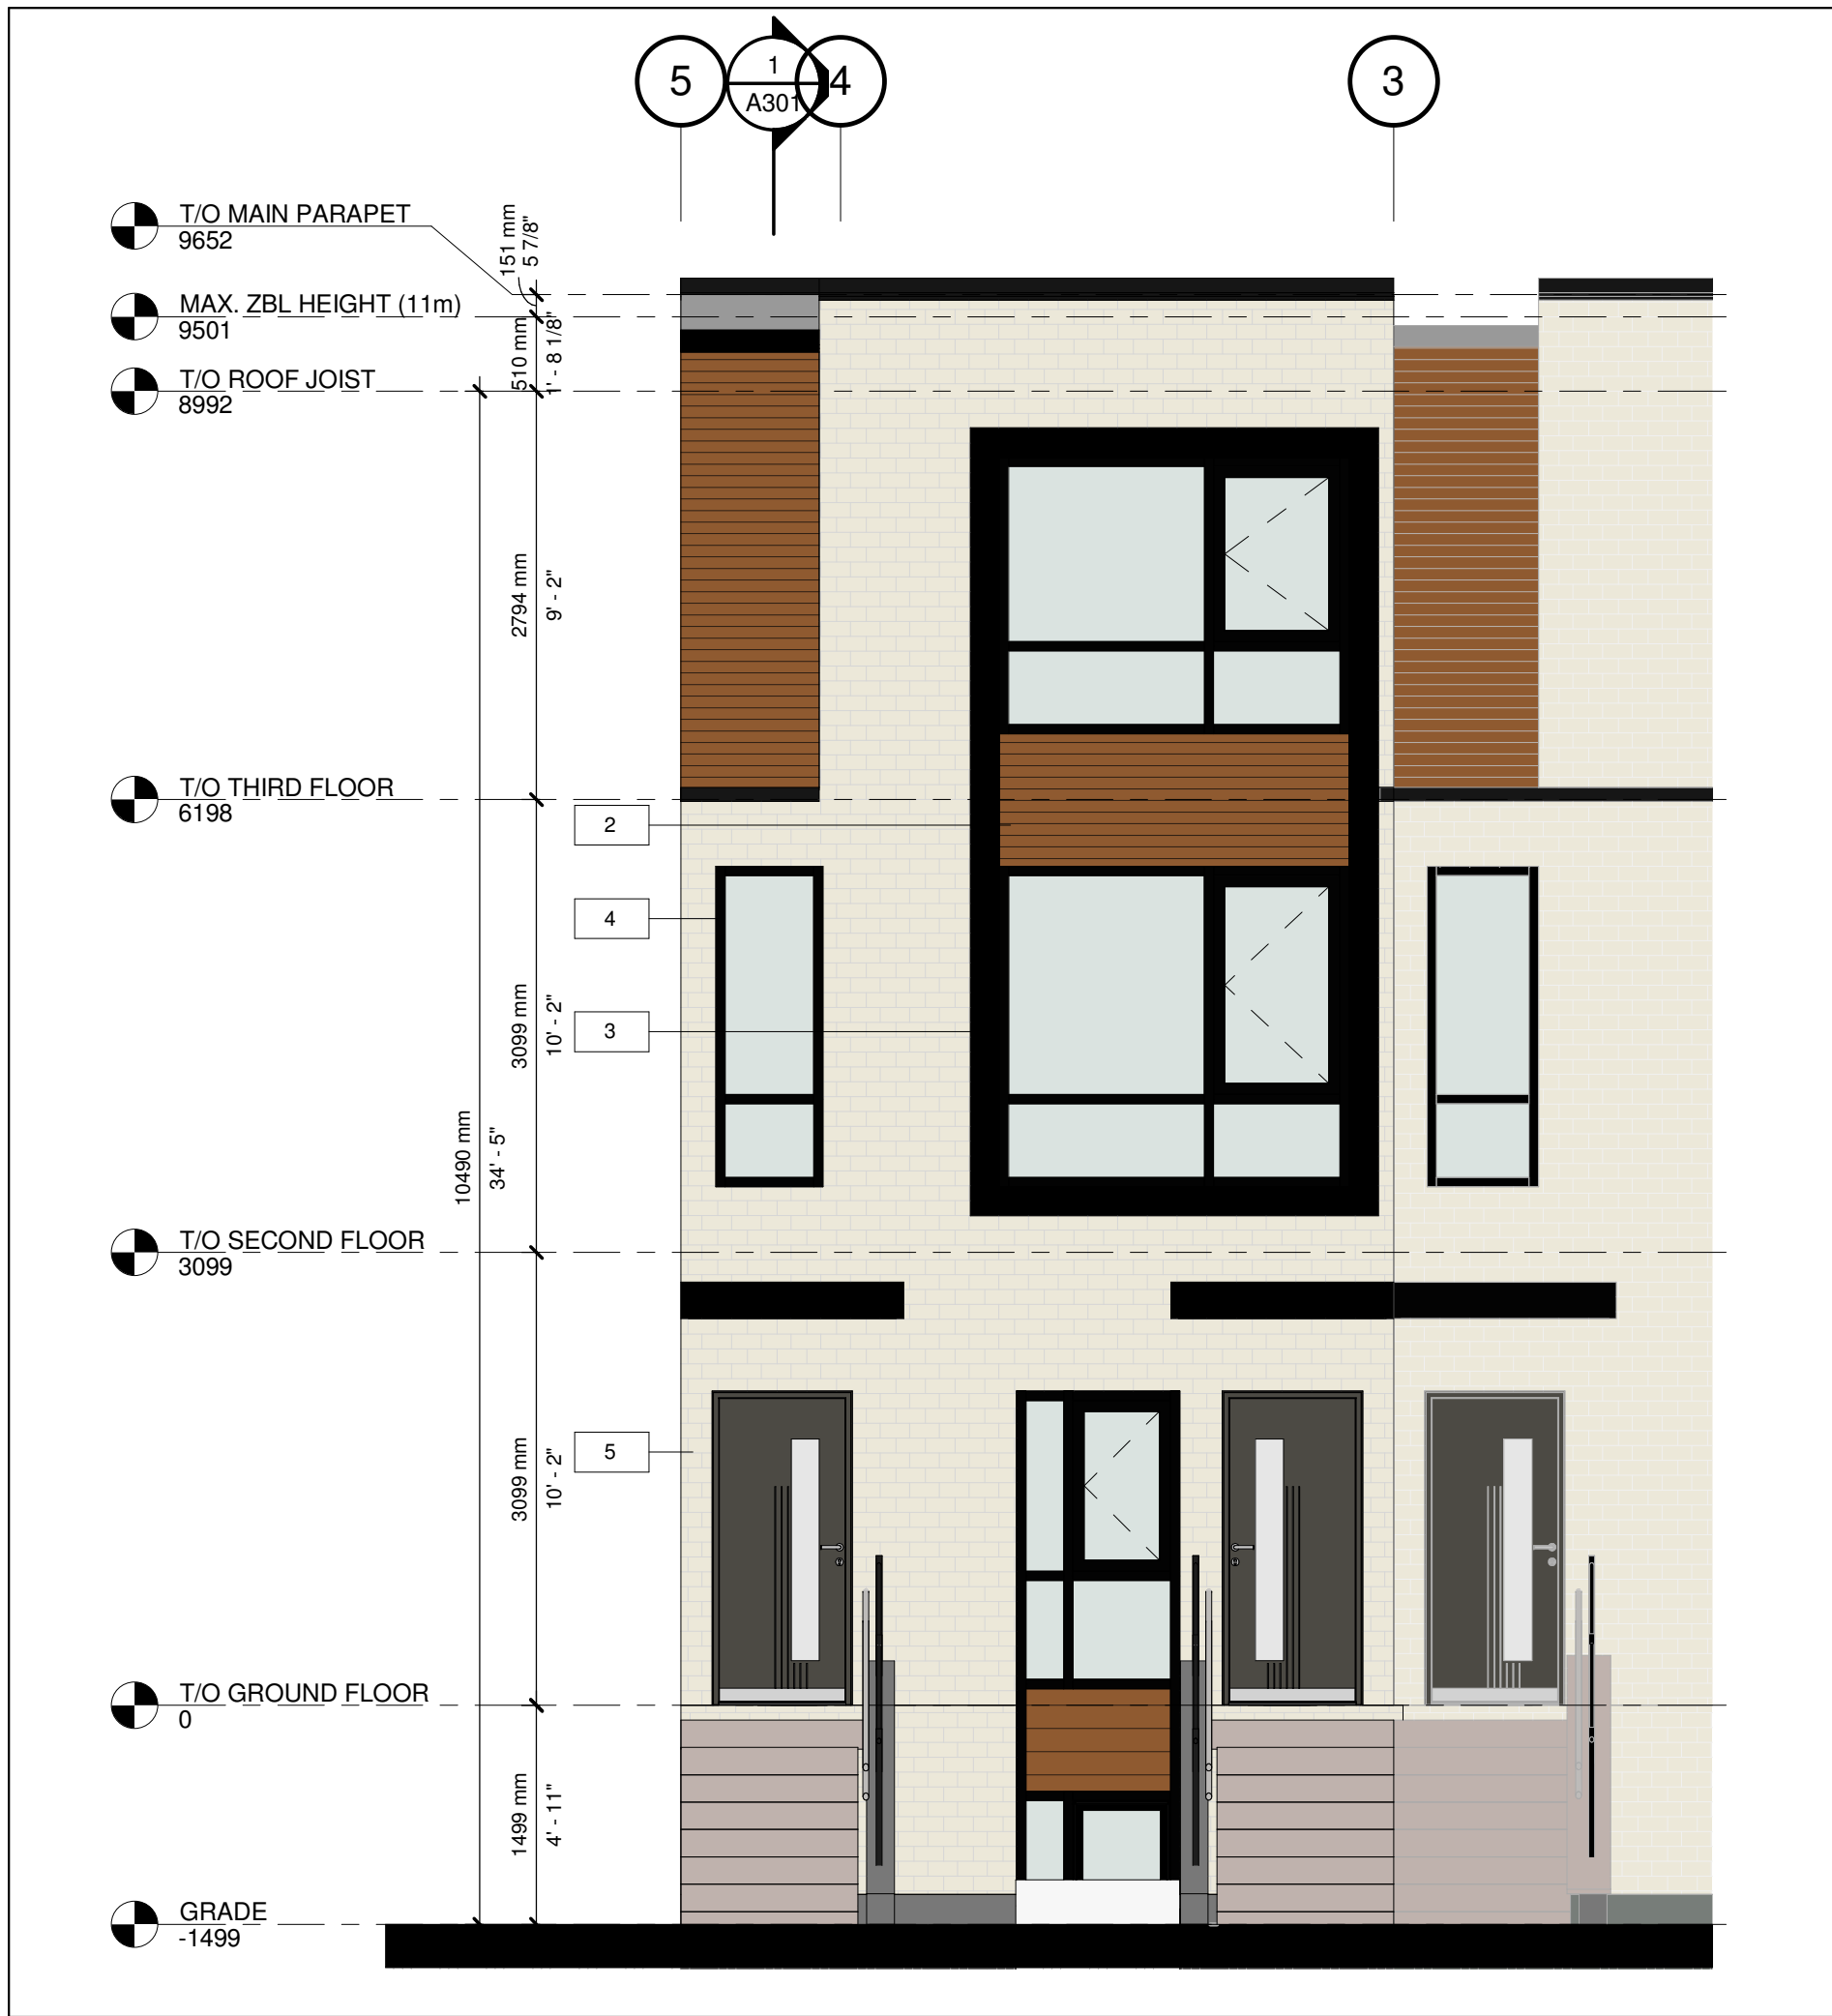 5
1
A301
4
3
T/O MAIN PARAPET
9652
151 mm
5 7/8"
MAX. ZBL HEIGHT (11m)
9501
510 mm
1' - 8 1/8"
T/O ROOF JOIST
8992
2794 mm
9' - 2"
T/O THIRD FLOOR
6198
2
4
3
3099 mm
10' - 2"
10490 mm
34' - 5"
T/O SECOND FLOOR
3099
5
3099 mm
10' - 2"
T/O GROUND FLOOR
0
1499 mm
4' - 11"
GRADE
-1499